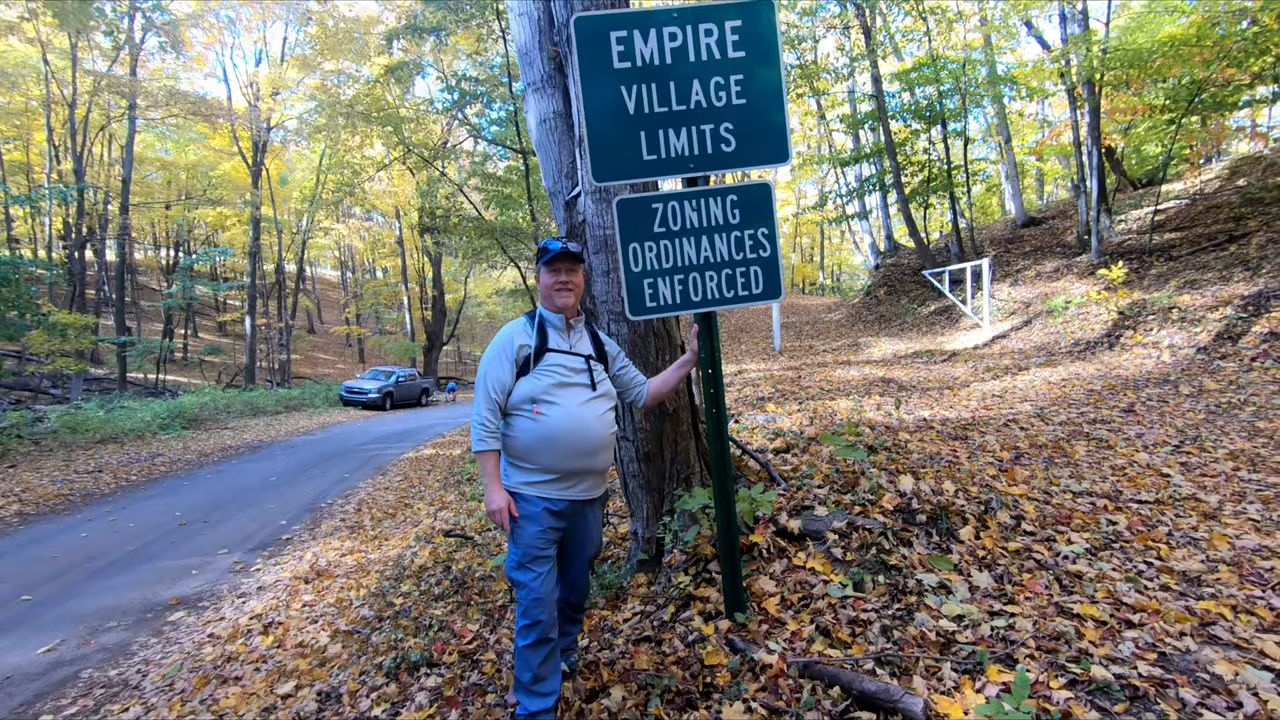 EMPIRE
VILLAGE
LIMITS
ZONING
ORDINANCES
ENFORCED